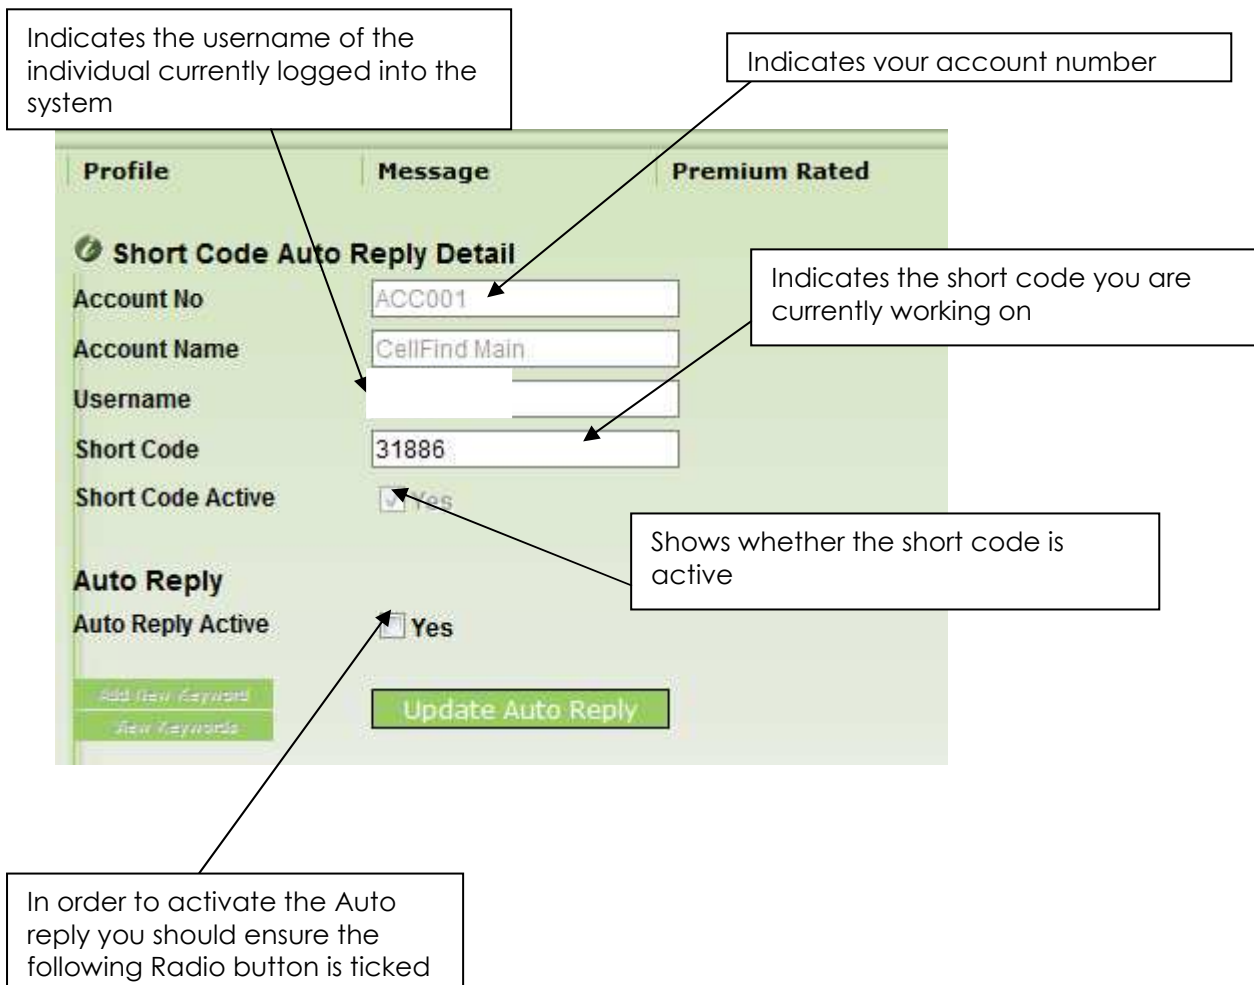 Indicates the username of the
individual currently logged into the
system
Indicates your account number
Profile Message Premium Rated
Short Code Auto Reply Detail
Account No ACC001
Account Name CellFind Main
Indicates the short code you are
currently working on
Username
Short Code 31886
Short Code Active Yes
Shows whether the short code is
active
Auto Reply
Auto Reply Active Yes
Add New Keyword
View Keywords
Update Auto Reply
In order to activate the Auto
reply you should ensure the
following Radio button is ticked